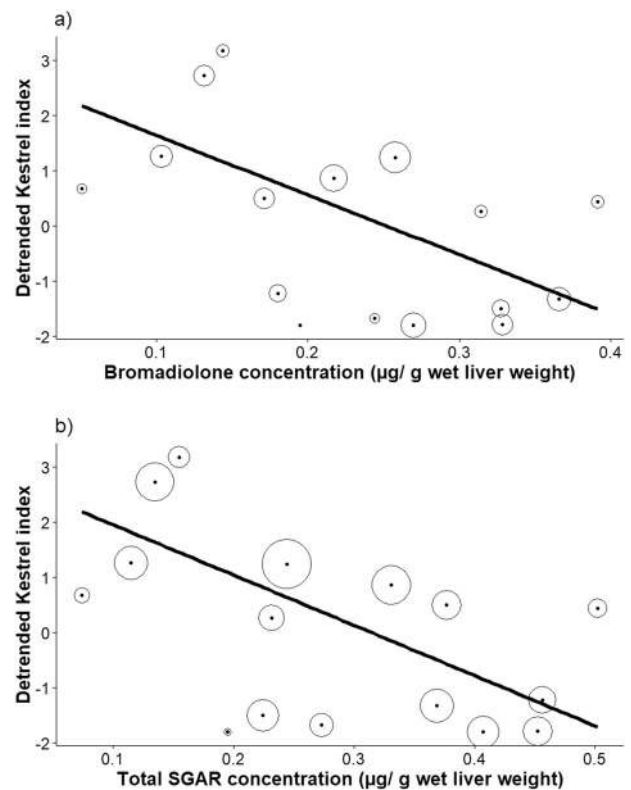 a)
3
2
1
0
-1
-2
Detrended Kestrel index
0.1 0.2 0.3 0.4
Bromadiolone concentration (µg/ g wet liver weight)
b)
3
2
1
0
-1
-2
Detrended Kestrel index
0.1 0.2 0.3 0.4 0.5
Total SGAR concentration (µg/ g wet liver weight)